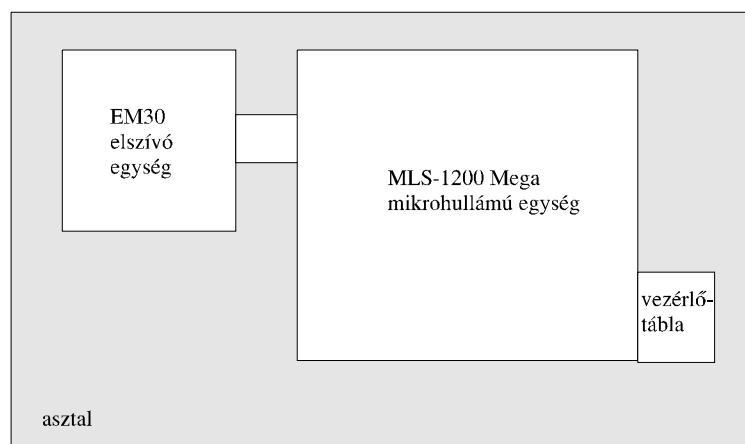 EM30
elszívó
egység
MLS-1200 Mega
mikrohullámú egység
vezérlő-
tábla
asztal